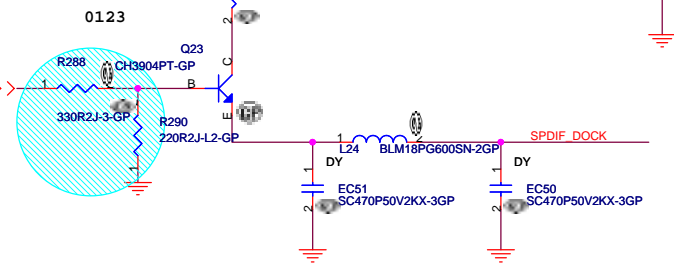 0123
2
Q23
C
R288
CH3904PT-GP
1
B
330R2J-3-GP
E
R290
220R2J-L2-GP
1
1
L24
BLM18PG600SN-2GP
2
SPDIF_DOCK
DY
DY
1
1
EC51
SC470P50V2KX-3GP
2
EC50
SC470P50V2KX-3GP
2